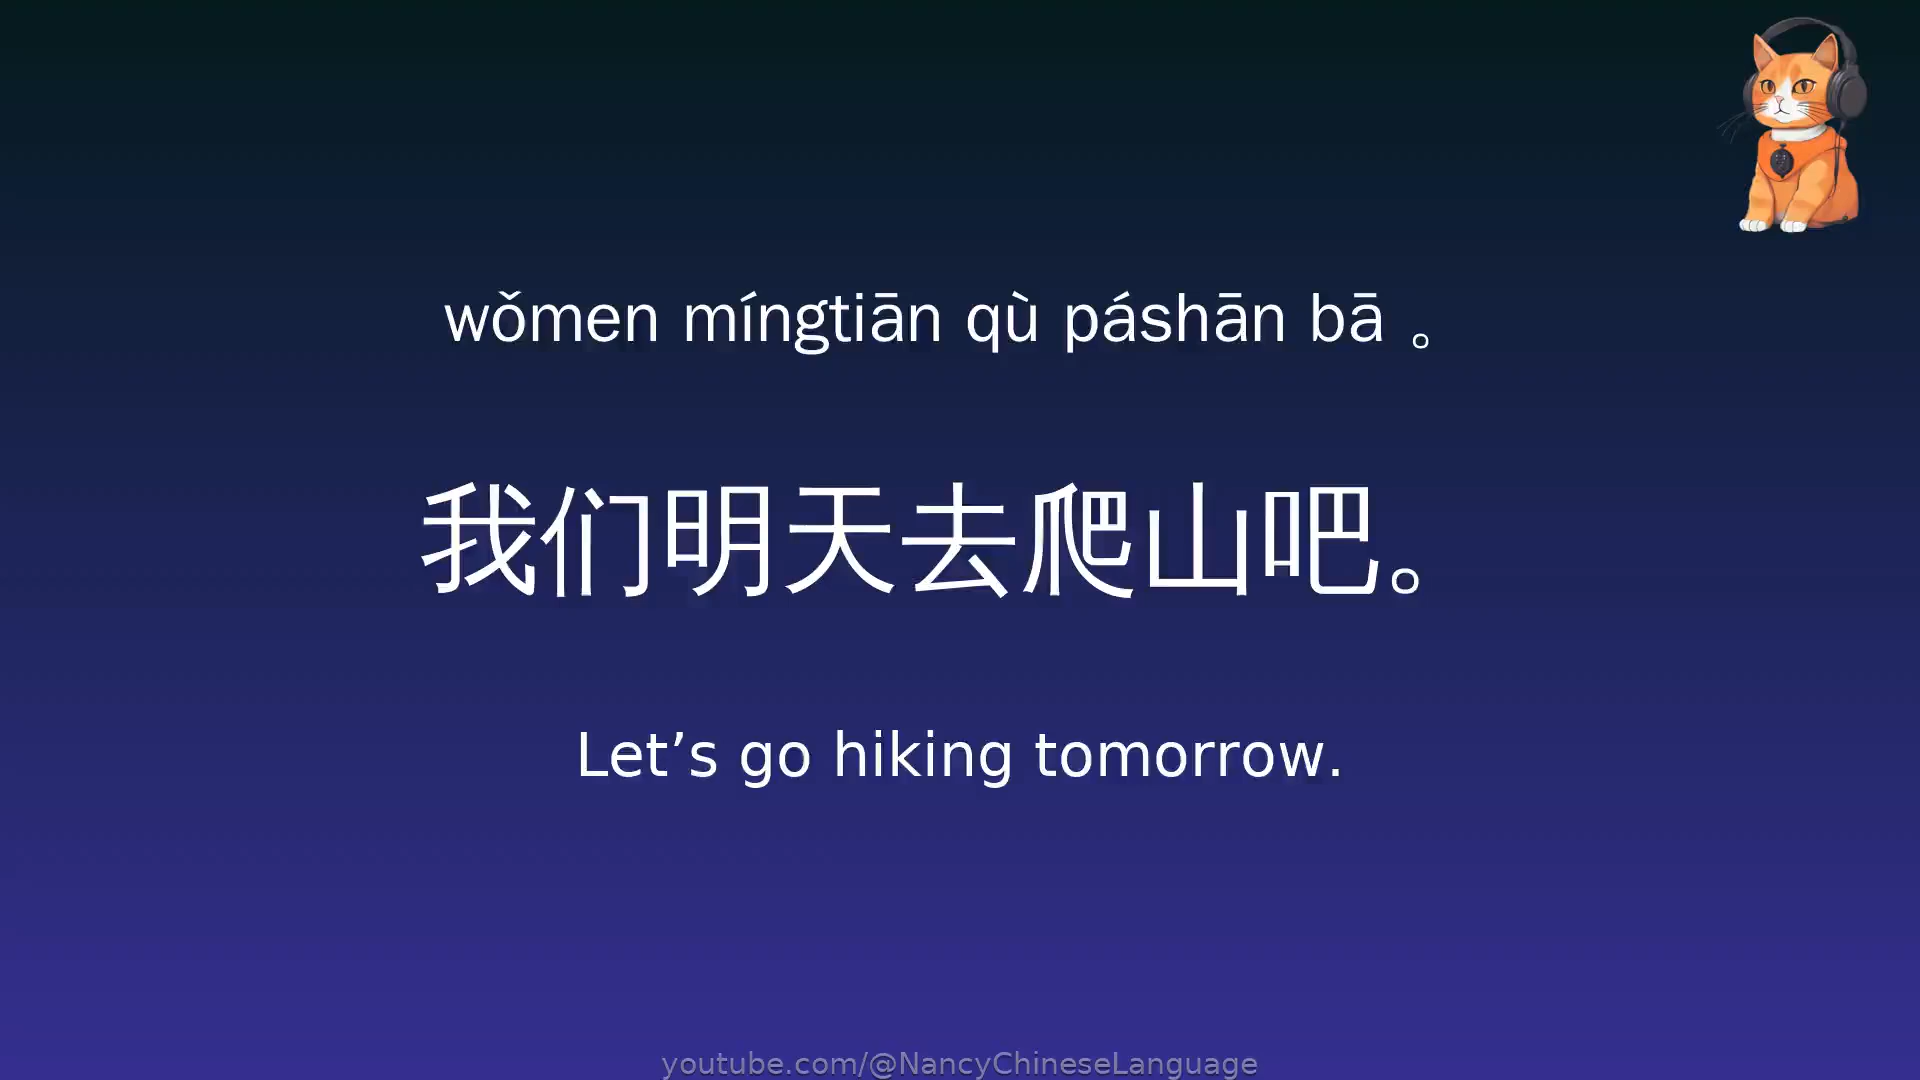 wǒmen míngtiān qù páshān bā 。
我们明天去爬山吧。
Let’s go hiking tomorrow.
youtube.com/@NancyChineseLanguage